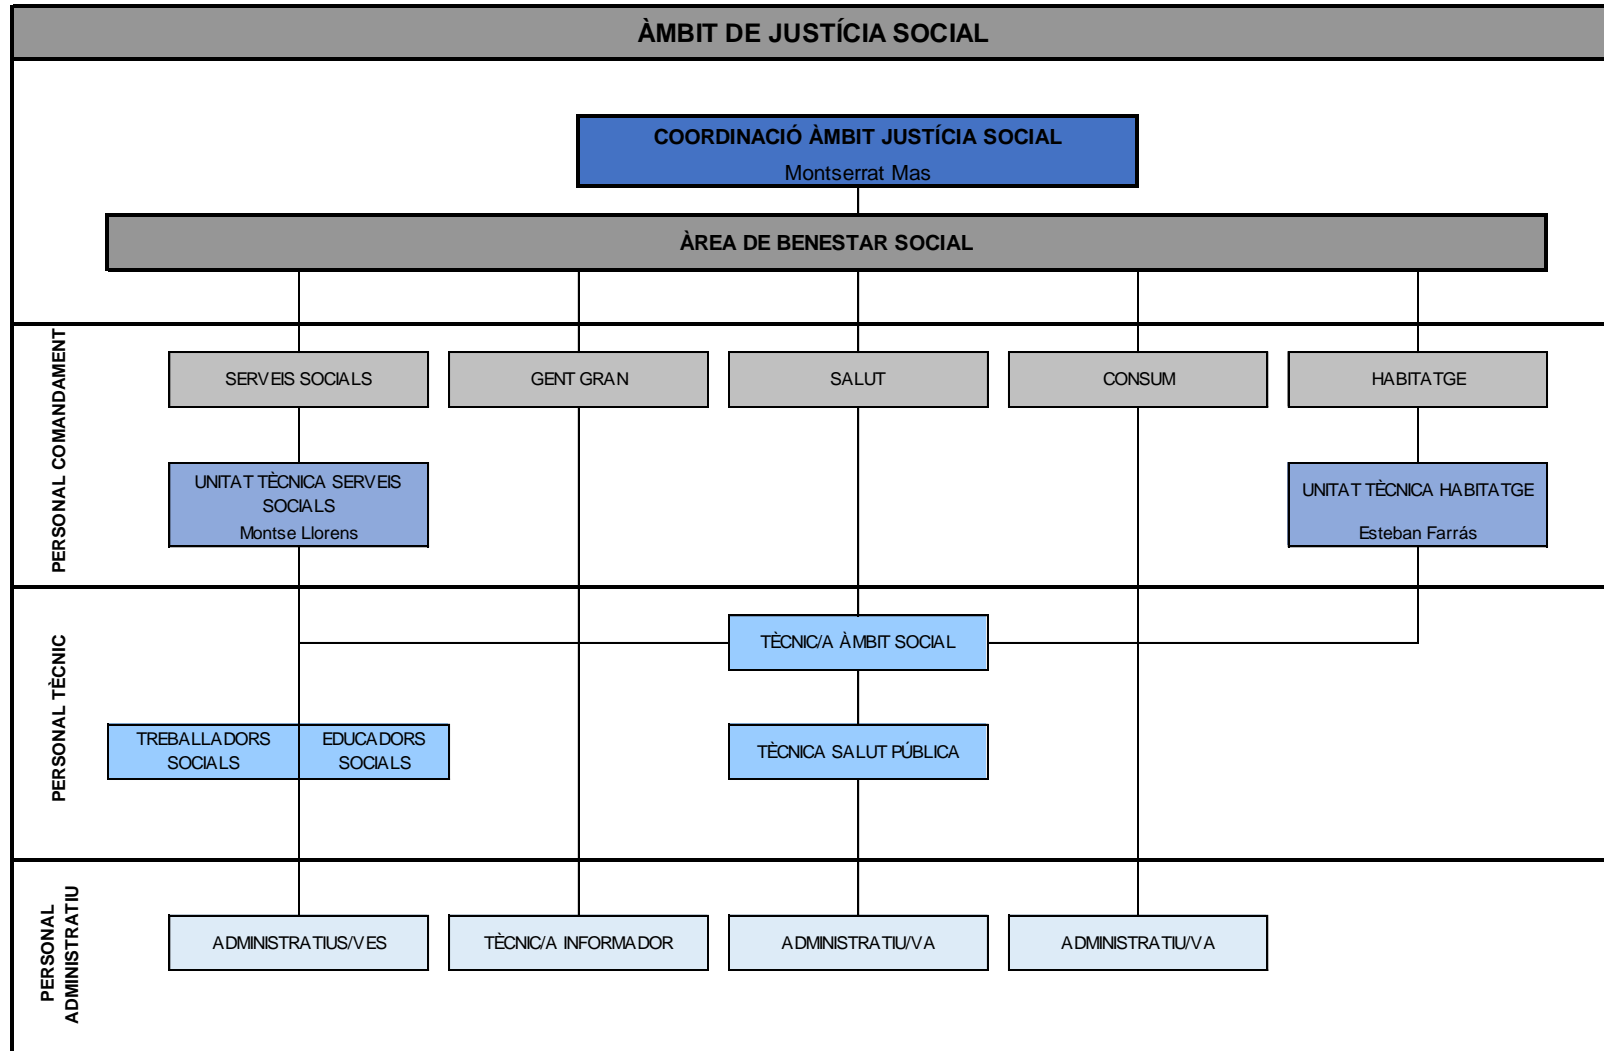 ÀMBIT DE JUSTÍCIA SOCIAL
COORDINACIÓ ÀMBIT JUSTÍCIA SOCIAL
Montserrat Mas
ÀREA DE BENESTAR SOCIAL
PERSONAL COMANDAMENT
SERVEIS SOCIALS
GENT GRAN
SALUT
CONSUM
HABITATGE
UNITAT TÈCNICA SERVEIS
SOCIALS
Montse Llorens
UNITAT TÈCNICA HABITATGE
Esteban Farrás
PERSONAL TÈCNIC
TÈCNIC/A ÀMBIT SOCIAL
TREBALLADORS
SOCIALS
EDUCADORS
SOCIALS
TÈCNICA SALUT PÚBLICA
PERSONAL
ADMINISTRATIU
ADMINISTRATIUS/VES
TÈCNIC/A INFORMADOR
ADMINISTRATIU/VA
ADMINISTRATIU/VA